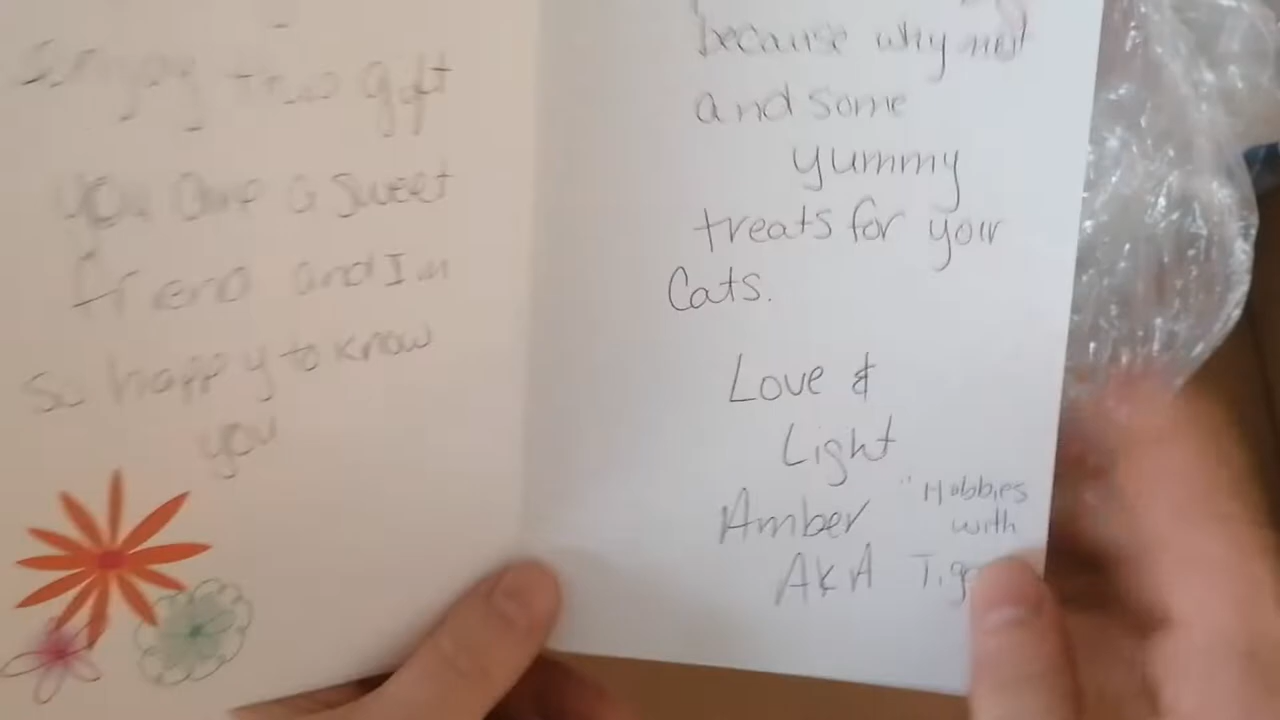 Enjoy this gift
you are a sweet
friend and I'm
so happy to know
you
because why not
and some
yummy
treats for your
Cats.
Love &
Light
Amber "Hobbies
with
AKA